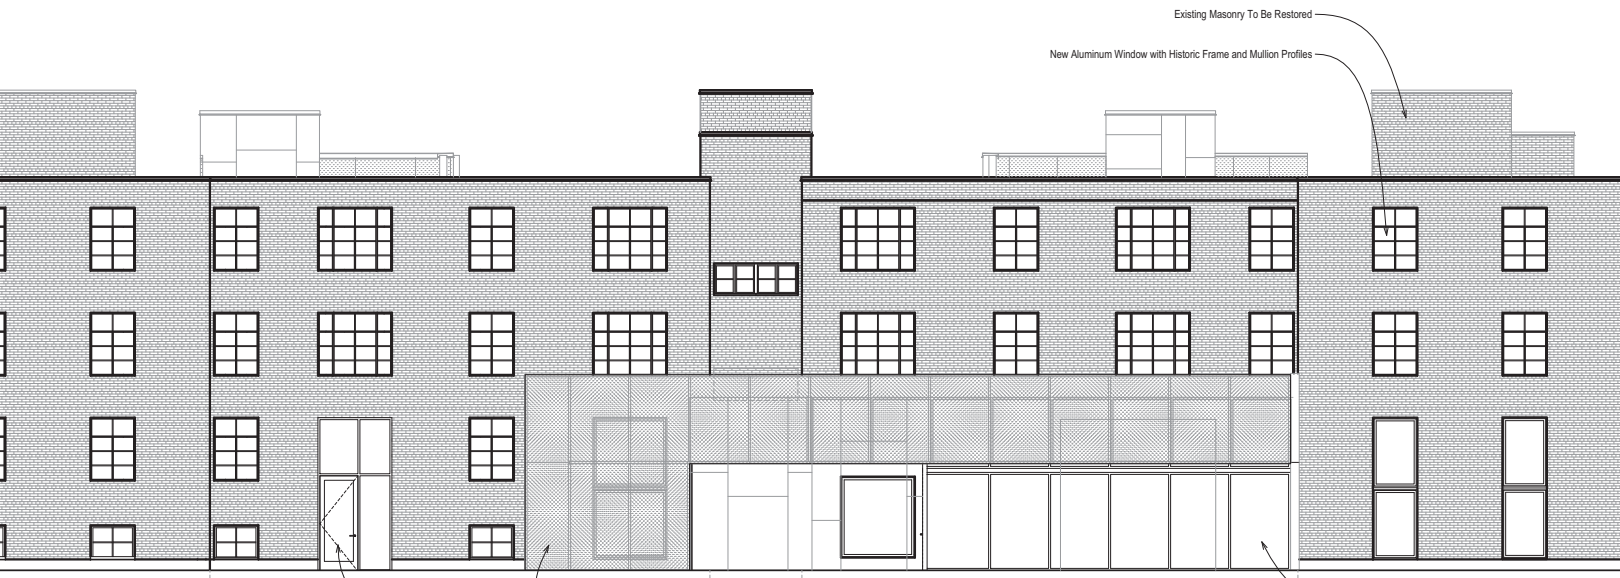 Existing Masonry To Be Restored
New Aluminum Window with Historic Frame and Mullion Profiles